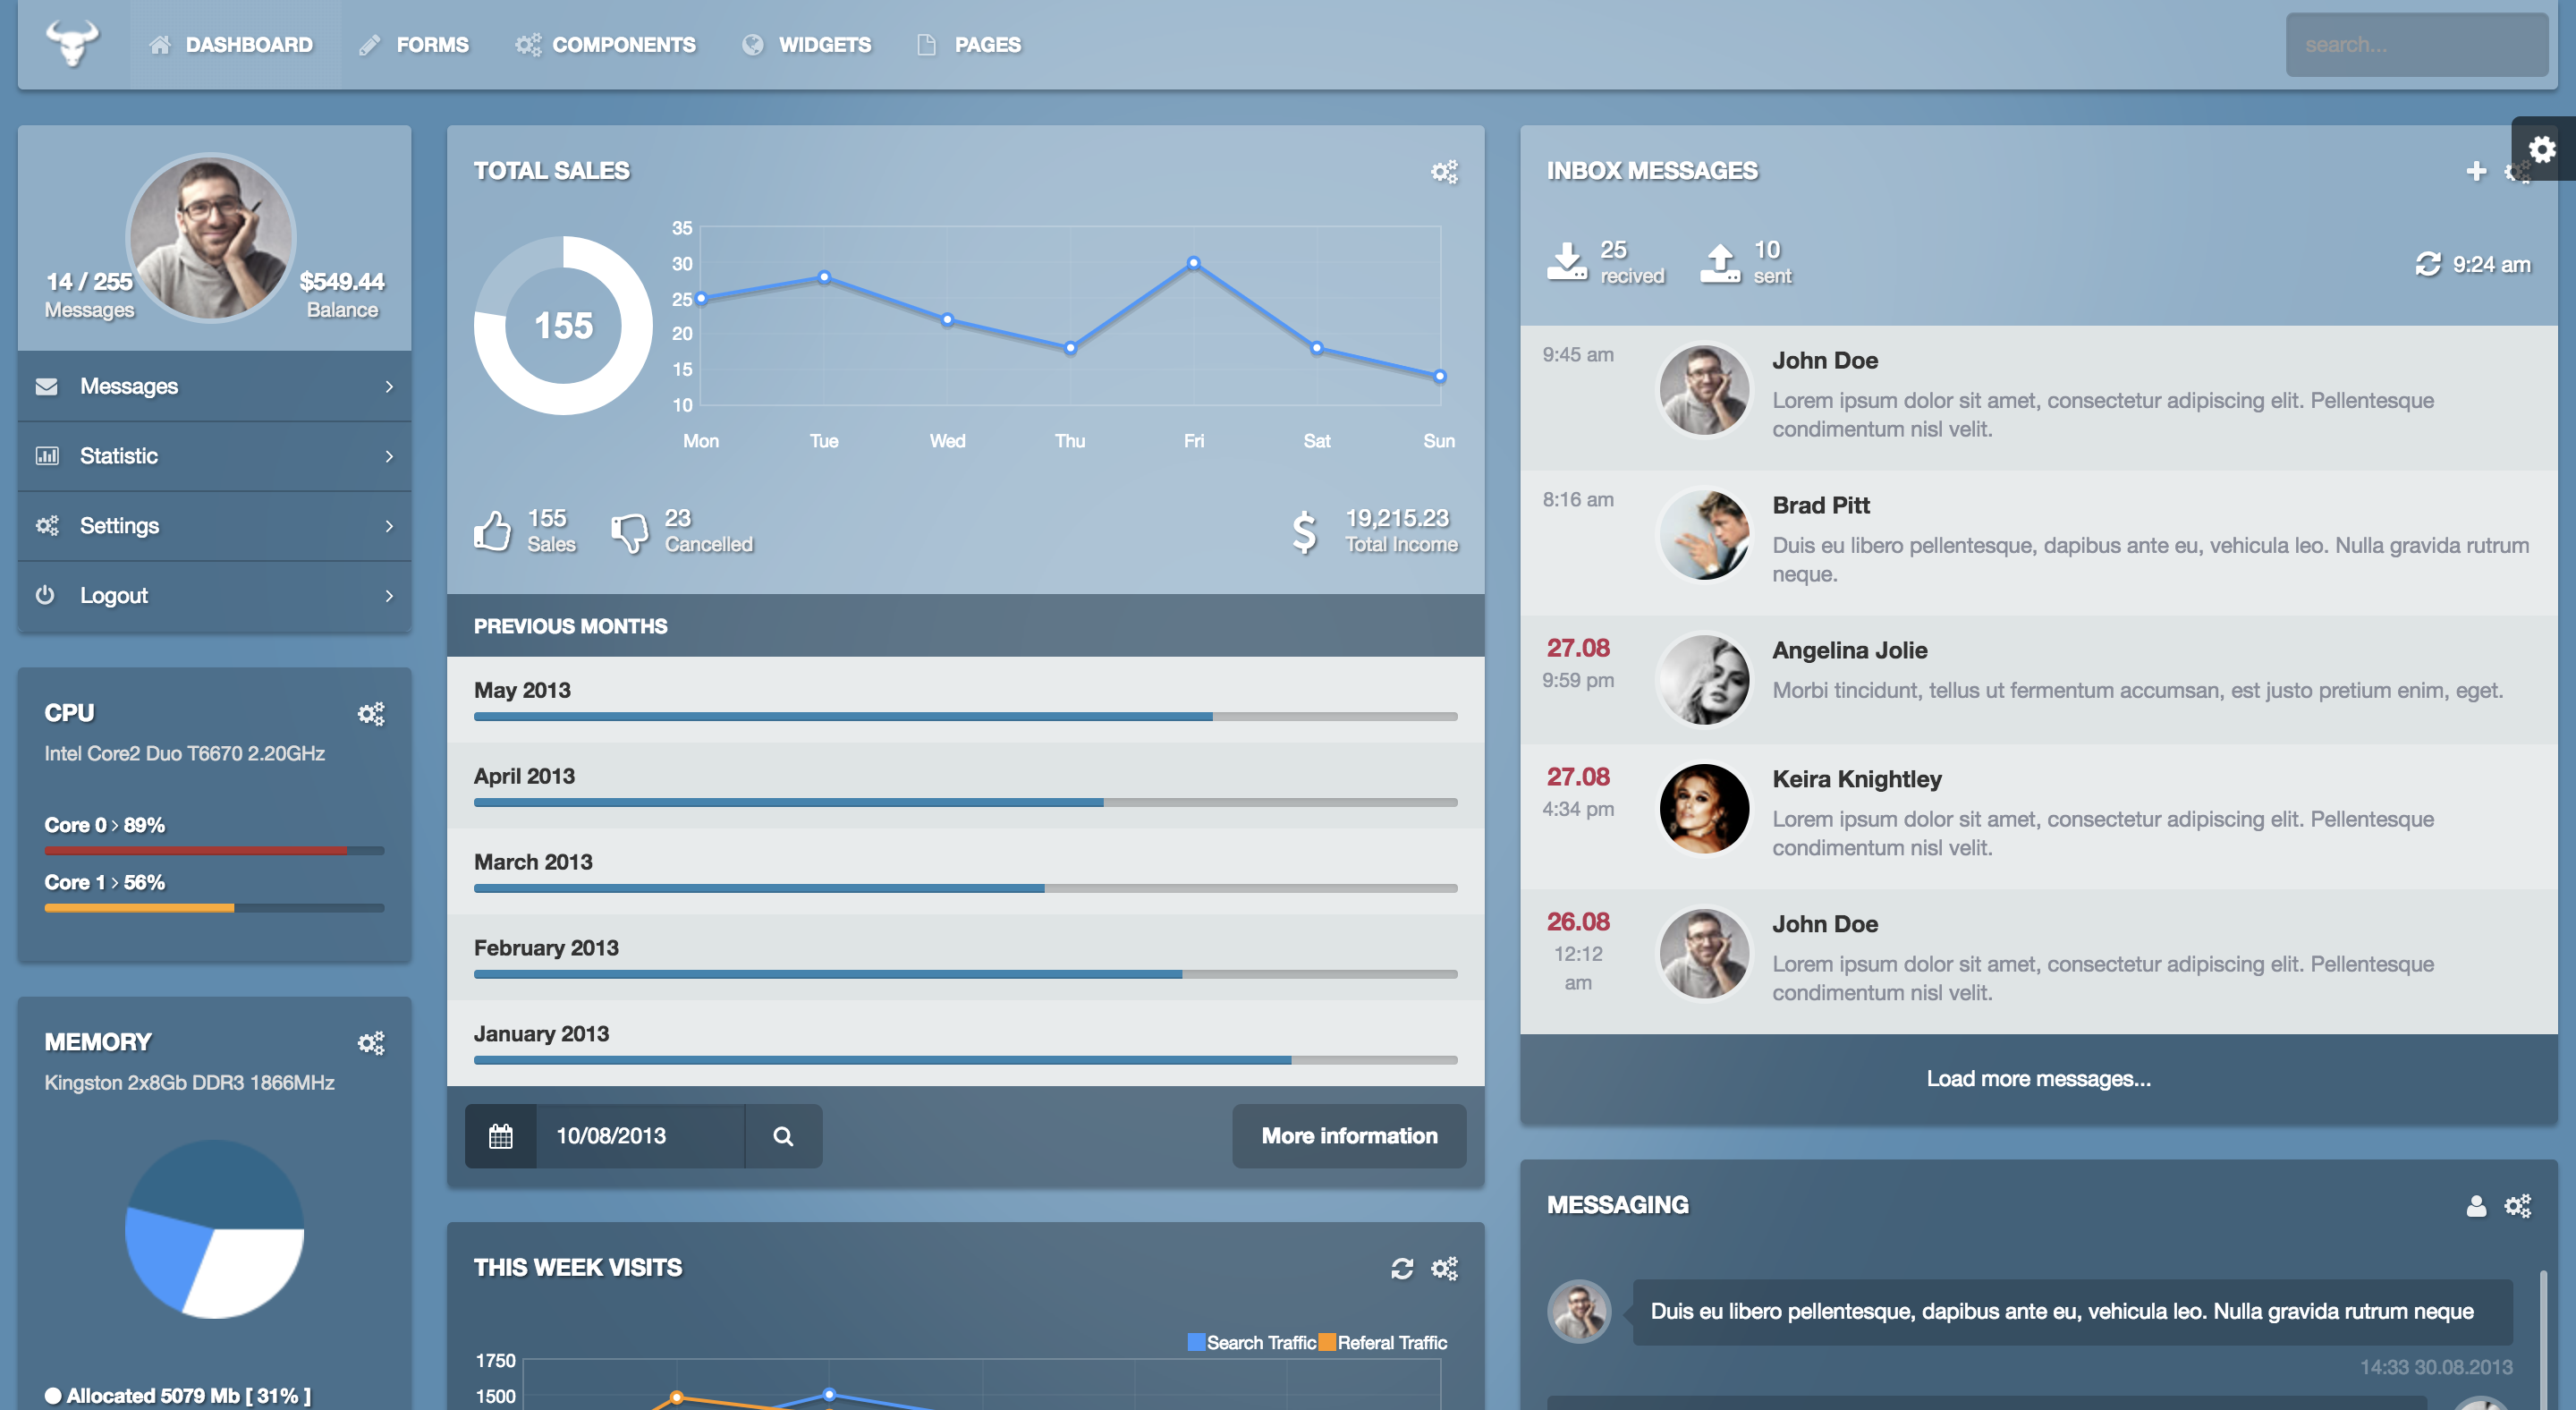 DASHBOARD
FORMS
COMPONENTS
WIDGETS
PAGES
search...
14 / 255
Messages
$549.44
Balance
Messages
Statistic
Settings
Logout
CPU
Intel Core2 Duo T6670 2.20GHz
Core 0 > 89%
Core 1 > 56%
MEMORY
Kingston 2x8Gb DDR3 1866MHz
Allocated 5079 Mb [ 31% ]
TOTAL SALES
155
35
30
25
20
15
10
Mon Tue Wed Thu Fri Sat Sun
155
Sales
23
Cancelled
19,215.23
Total Income
PREVIOUS MONTHS
May 2013
April 2013
March 2013
February 2013
January 2013
10/08/2013
More information
THIS WEEK VISITS
Search Traffic Referal Traffic
1750
1500
INBOX MESSAGES
25
recived
10
sent
9:24 am
9:45 am
John Doe
Lorem ipsum dolor sit amet, consectetur adipiscing elit. Pellentesque
condimentum nisl velit.
8:16 am
Brad Pitt
Duis eu libero pellentesque, dapibus ante eu, vehicula leo. Nulla gravida rutrum
neque.
27.08
9:59 pm
Angelina Jolie
Morbi tincidunt, tellus ut fermentum accumsan, est justo pretium enim, eget.
27.08
4:34 pm
Keira Knightley
Lorem ipsum dolor sit amet, consectetur adipiscing elit. Pellentesque
condimentum nisl velit.
26.08
12:12
am
John Doe
Lorem ipsum dolor sit amet, consectetur adipiscing elit. Pellentesque
condimentum nisl velit.
Load more messages...
MESSAGING
Duis eu libero pellentesque, dapibus ante eu, vehicula leo. Nulla gravida rutrum neque
14:33 30.08.2013